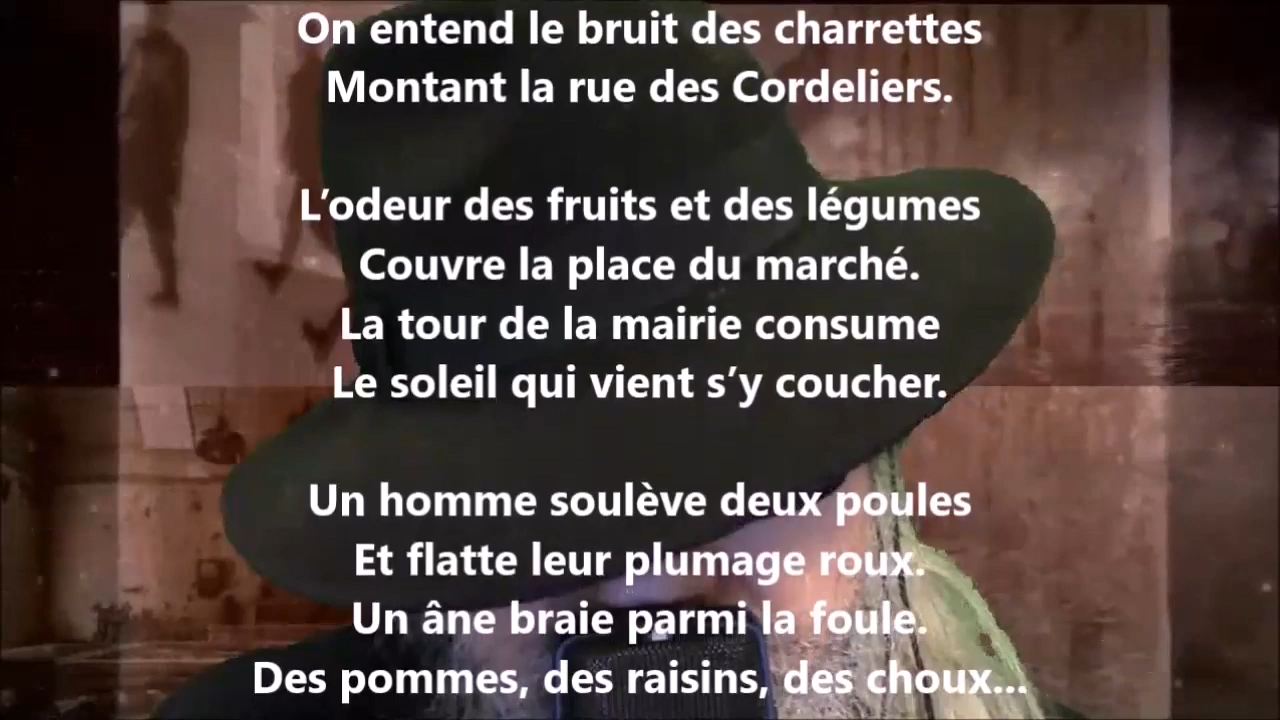 On entend le bruit des charrettes
Montant la rue des Cordeliers.
L’odeur des fruits et des légumes
Couvre la place du marché.
La tour de la mairie consume
Le soleil qui vient s’y coucher.
Un homme soulève deux poules
Et flatte leur plumage roux.
Un âne braie parmi la foule.
Des pommes, des raisins, des choux...